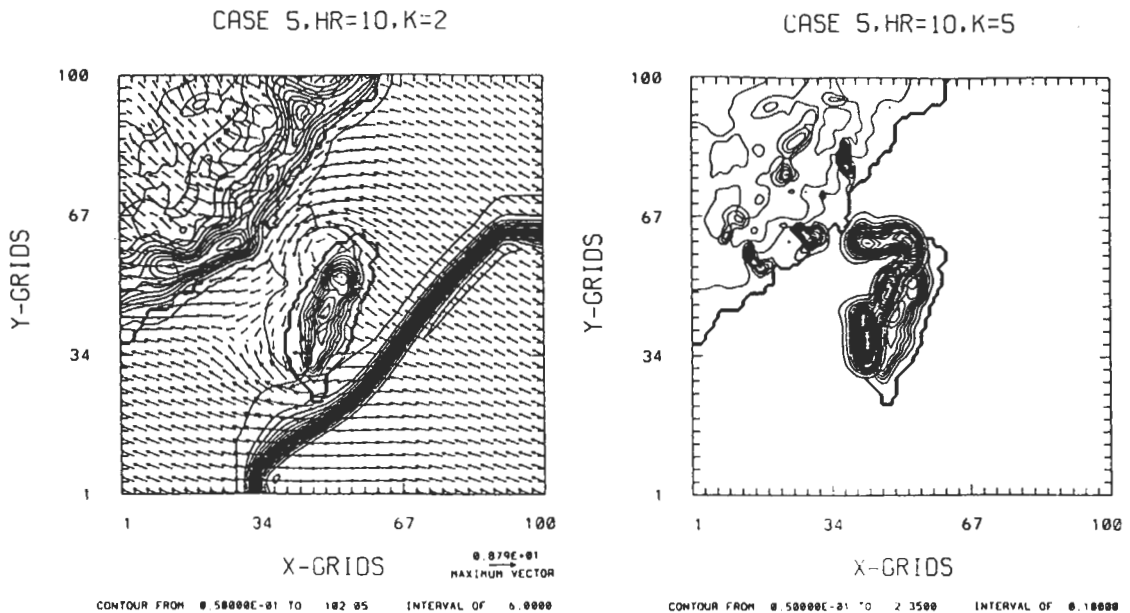 CASE 5,HR=10,K=2
100
67
34
1
Y-GRIDS
1 34 67 100
X-GRIDS
0.879E+01
MAXIMUM VECTOR
CONTOUR FROM 0.50000E-01 TO 102.05 INTERVAL OF 6.0000
CASE 5,HR=10,K=5
100
67
34
1
Y-GRIDS
1 34 67 100
X-GRIDS
CONTOUR FROM 0.50000E-01 TO 2.3500 INTERVAL OF 0.10000